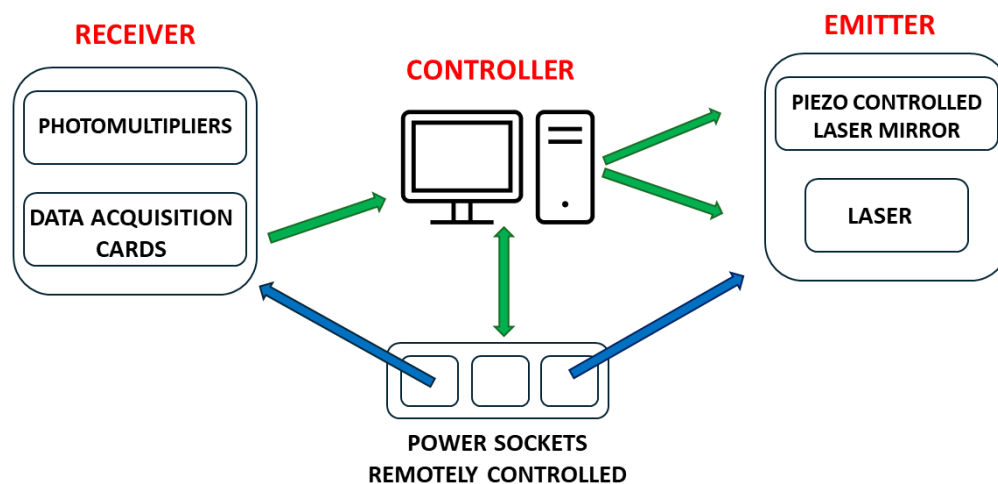 RECEIVER
PHOTOMULTIPLIERS
DATA ACQUISITION
CARDS
CONTROLLER
EMITTER
PIEZO CONTROLLED
LASER MIRROR
LASER
POWER SOCKETS
REMOTELY CONTROLLED